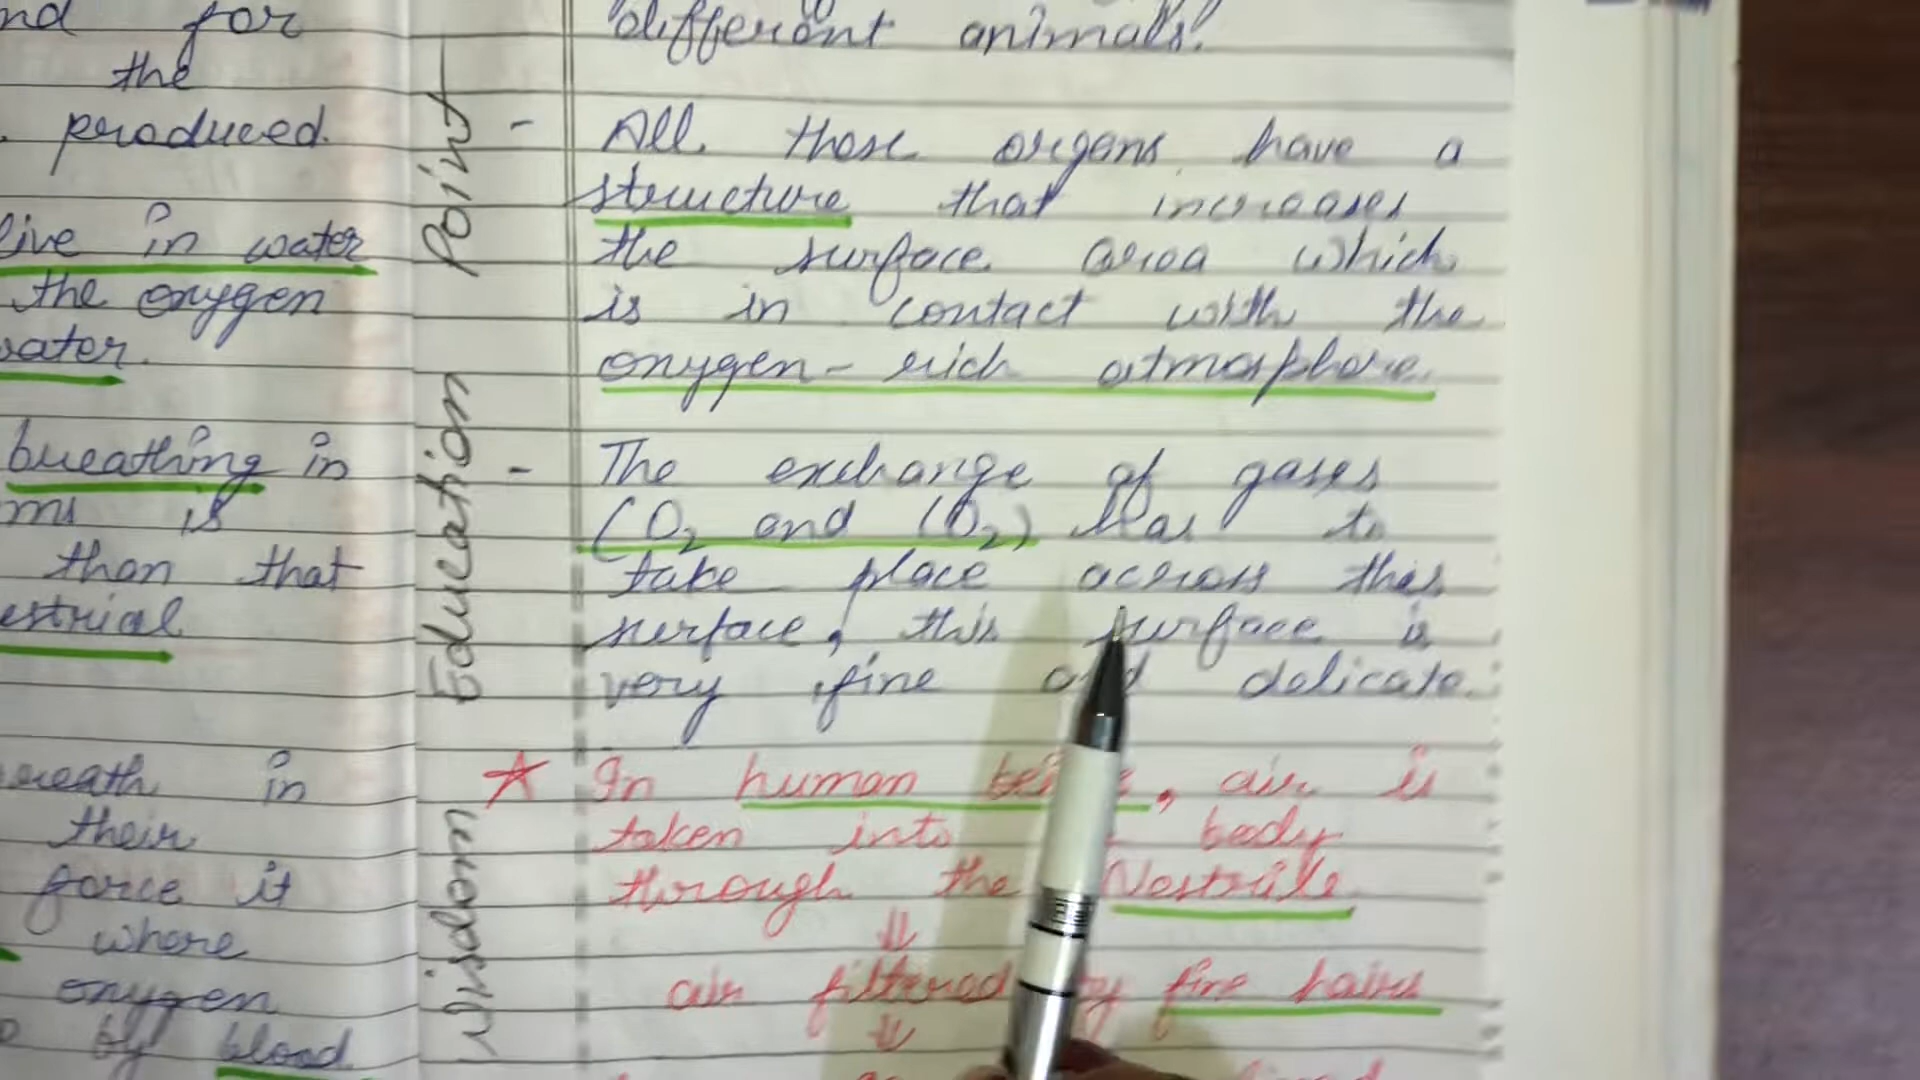 nd for
the
produced.
live in water
the oxygen
water.
breathing in
ms is
than that
estrial
reath in
their
force it
where
oxygen
by blood
Wisdom Education Point
different animals.
- All these organs have a
structure that increases
the surface area which
is in contact with the
oxygen-rich atmosphere.
- The exchange of gases
(O₂ and CO₂) has to
take place across this
surface, this surface is
very fine and delicate.
☆ In human beings, air is
taken into body
through the Nostrils
⇓
air filtered by fine hairs
⇓